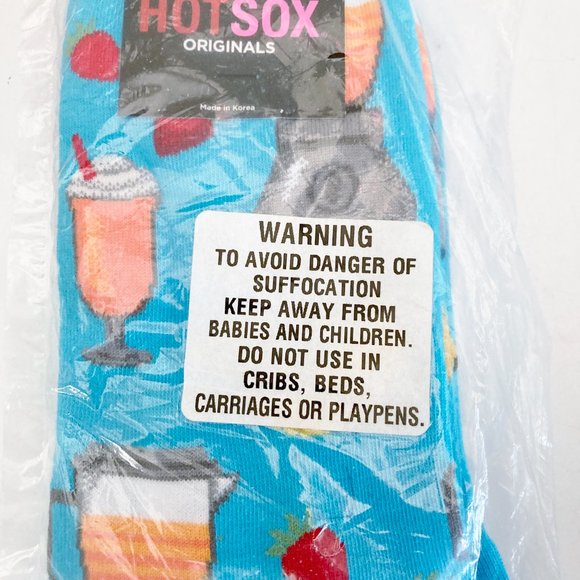 HOTSOX
ORIGINALS
Made in Korea
WARNING
TO AVOID DANGER OF
SUFFOCATION
KEEP AWAY FROM
BABIES AND CHILDREN.
DO NOT USE IN
CRIBS, BEDS,
CARRIAGES OR PLAYPENS.